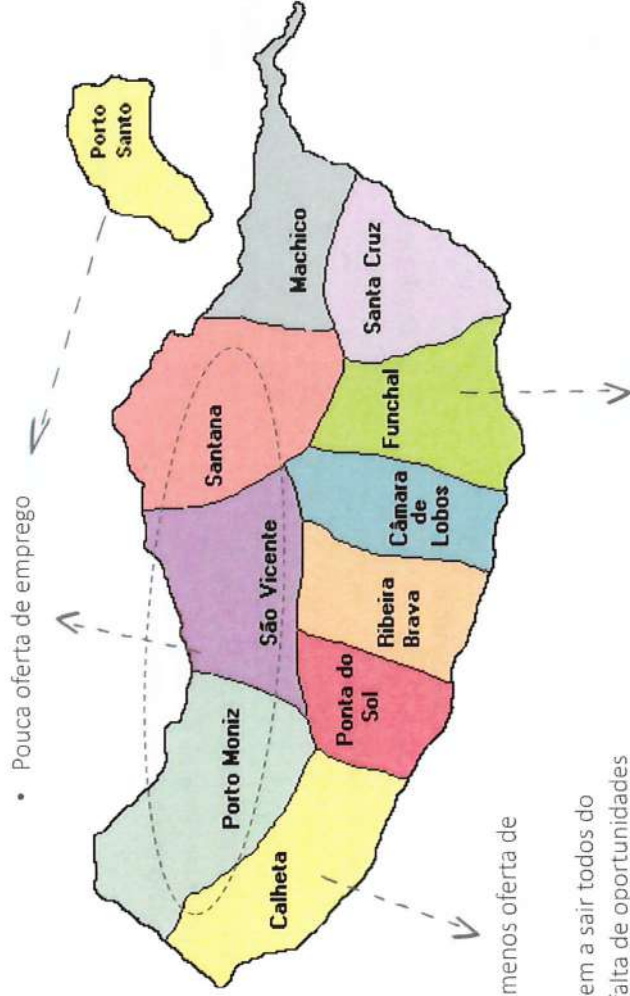 • Pouca oferta de emprego
Porto
Santo
Porto Moniz
São Vicente
Santana
Machico
Calheta
Ponta do
Sol
Ribeira
Brava
Câmara
de
Lobos
Funchal
Santa Cruz
menos oferta de
em a sair todos do
alta de oportunidades